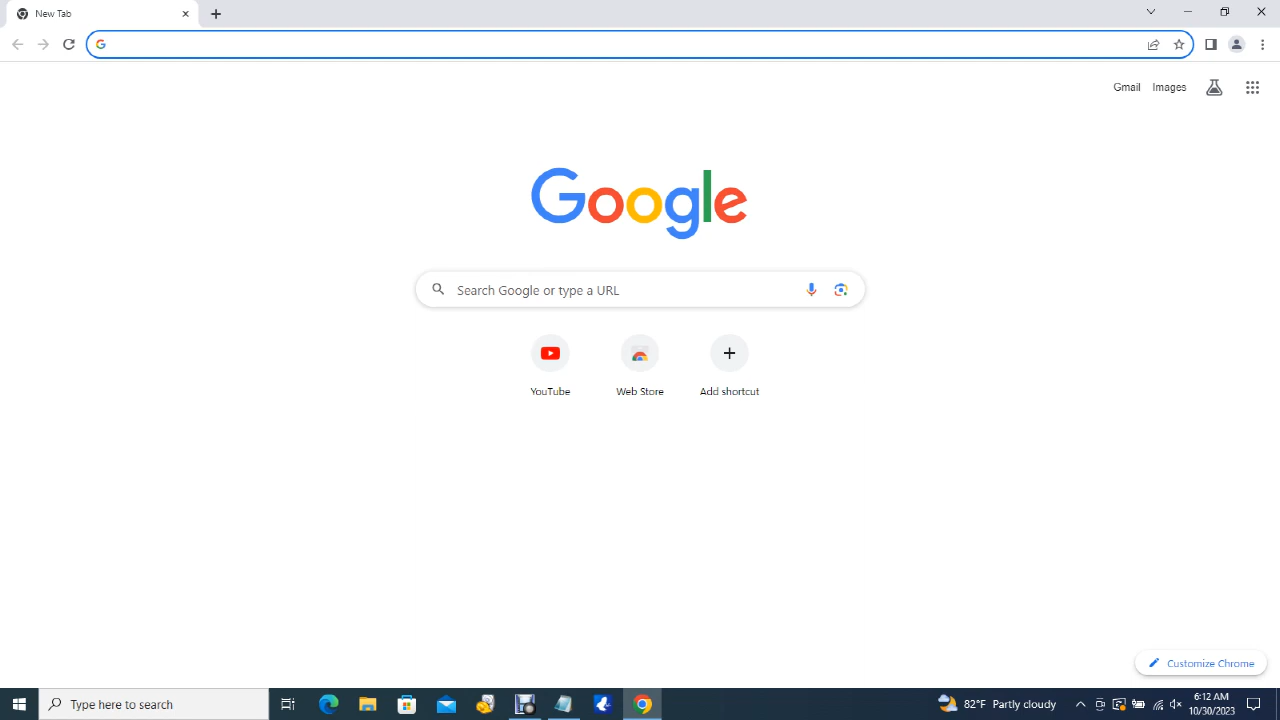 New Tab
Gmail Images
Google
Search Google or type a URL
YouTube Web Store Add shortcut
Customize Chrome
Type here to search
82°F Partly cloudy
6:12 AM
10/30/2023